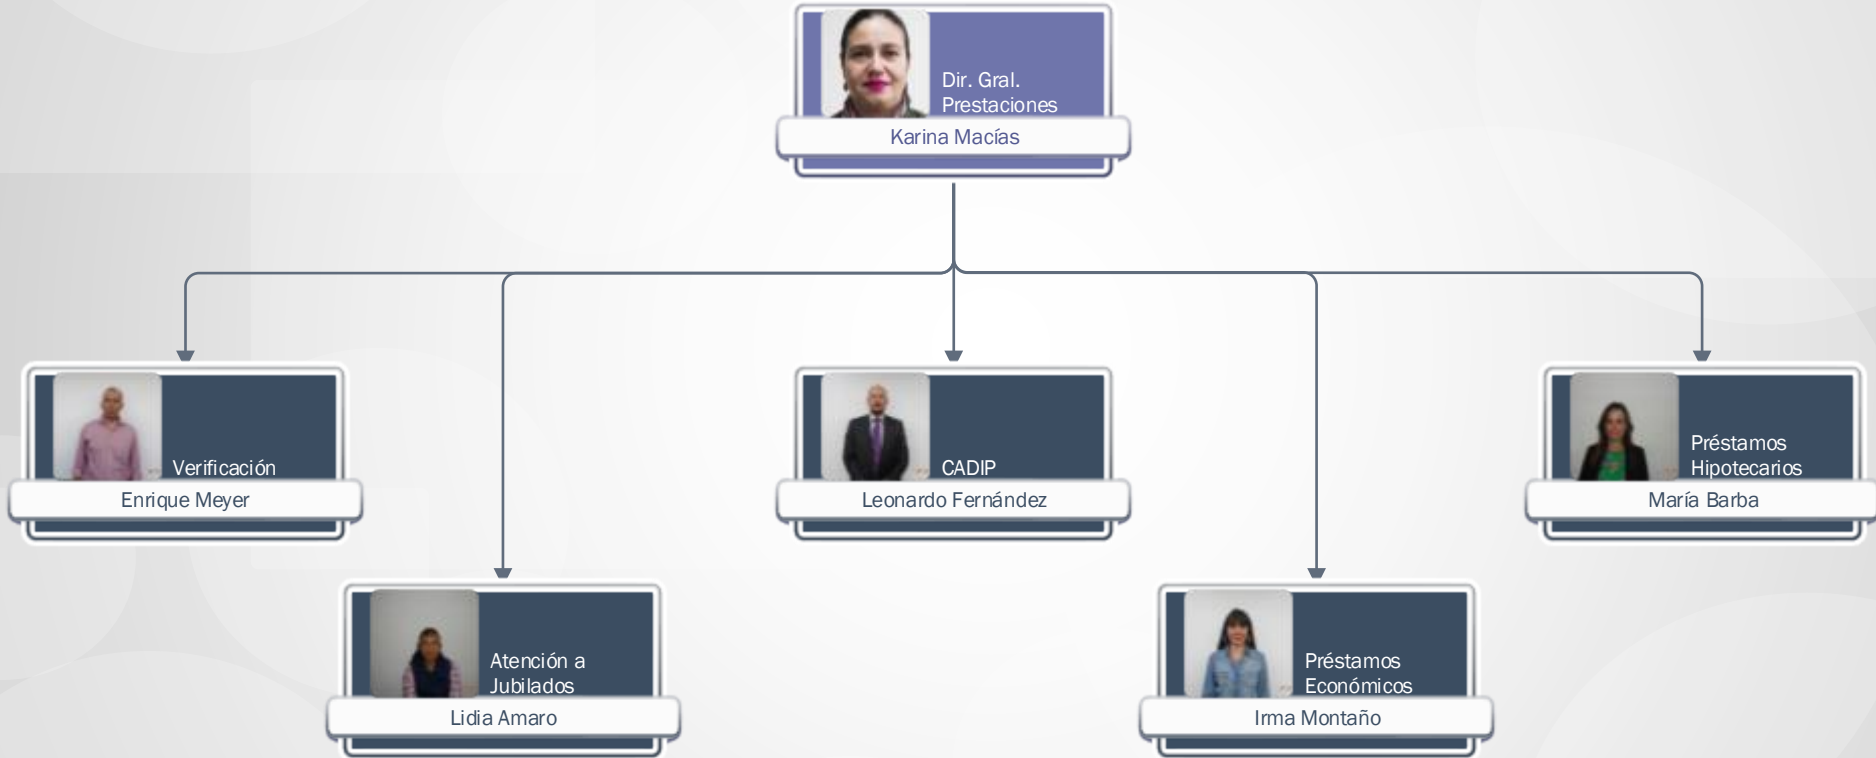 Dir. Gral.
Prestaciones
Karina Macías
Verificación
Enrique Meyer
CADIP
Leonardo Fernández
Préstamos
Hipotecarios
María Barba
Atención a
Jubilados
Lidia Amaro
Préstamos
Económicos
Irma Montaño